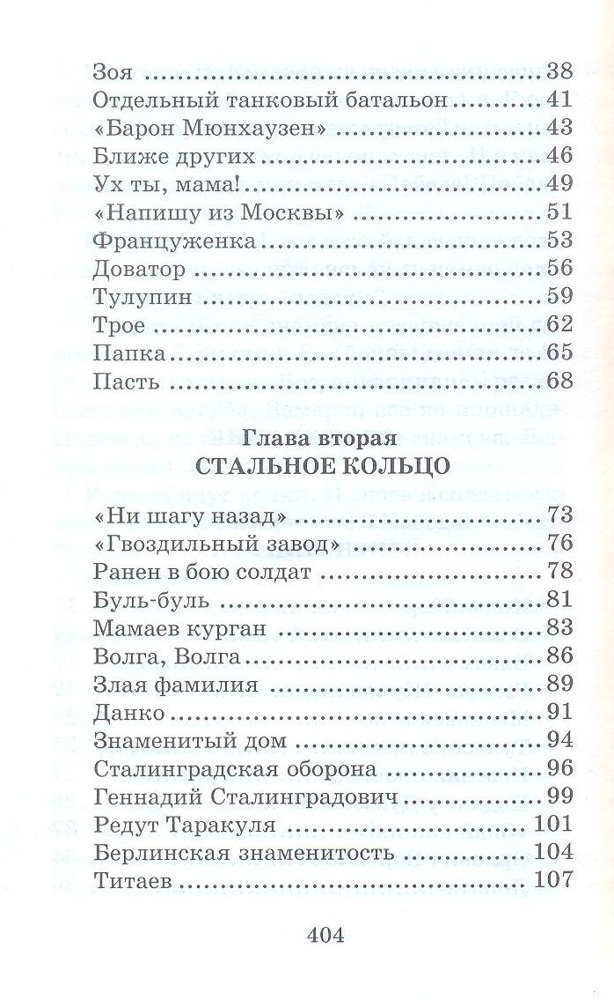 Зоя ........ 38
Отдельный танковый батальон ........ 41
«Барон Мюнхаузен» ........ 43
Ближе других ........ 46
Ух ты, мама! ........ 49
«Напишу из Москвы» ........ 51
Француженка ........ 53
Доватор ........ 56
Тулупин ........ 59
Трое ........ 62
Папка ........ 65
Пасть ........ 68
Глава вторая
СТАЛЬНОЕ КОЛЬЦО
«Ни шагу назад» ........ 73
«Гвоздильный завод» ........ 76
Ранен в бою солдат ........ 78
Буль-буль ........ 81
Мамаев курган ........ 83
Волга, Волга ........ 86
Злая фамилия ........ 89
Данко ........ 91
Знаменитый дом ........ 94
Сталинградская оборона ........ 96
Геннадий Сталинградович ........ 99
Редут Таракуля ........ 101
Берлинская знаменитость ........ 104
Титаев ........ 107
404